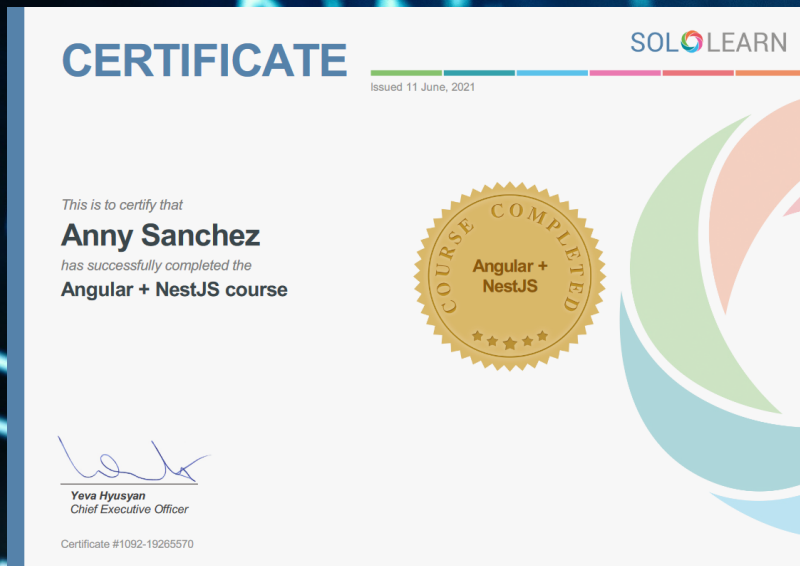 CERTIFICATE
SOLOLEARN
Issued 11 June, 2021
This is to certify that
Anny Sanchez
has successfully completed the
Angular + NestJS course
COURSE COMPLETED
Angular +
NestJS
Yeva Hyusyan
Chief Executive Officer
Certificate #1092-19265570